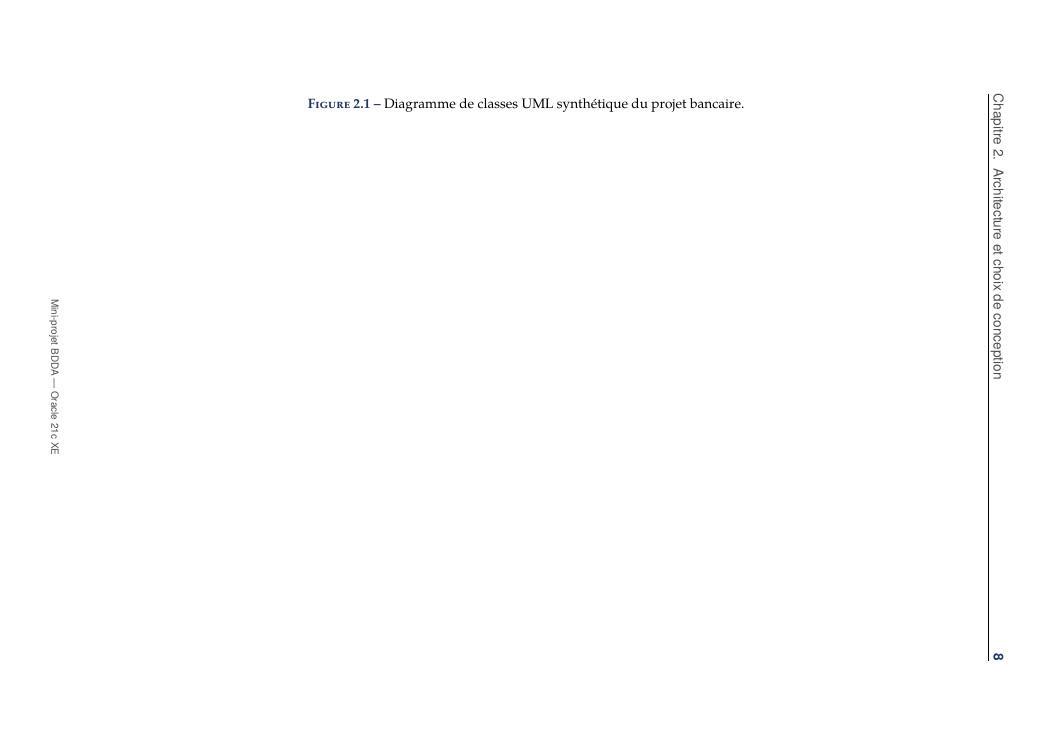 Chapitre 2. Architecture et choix de conception
8
FIGURE 2.1 – Diagramme de classes UML synthétique du projet bancaire.
Mini-projet BDDA — Oracle 21c XE